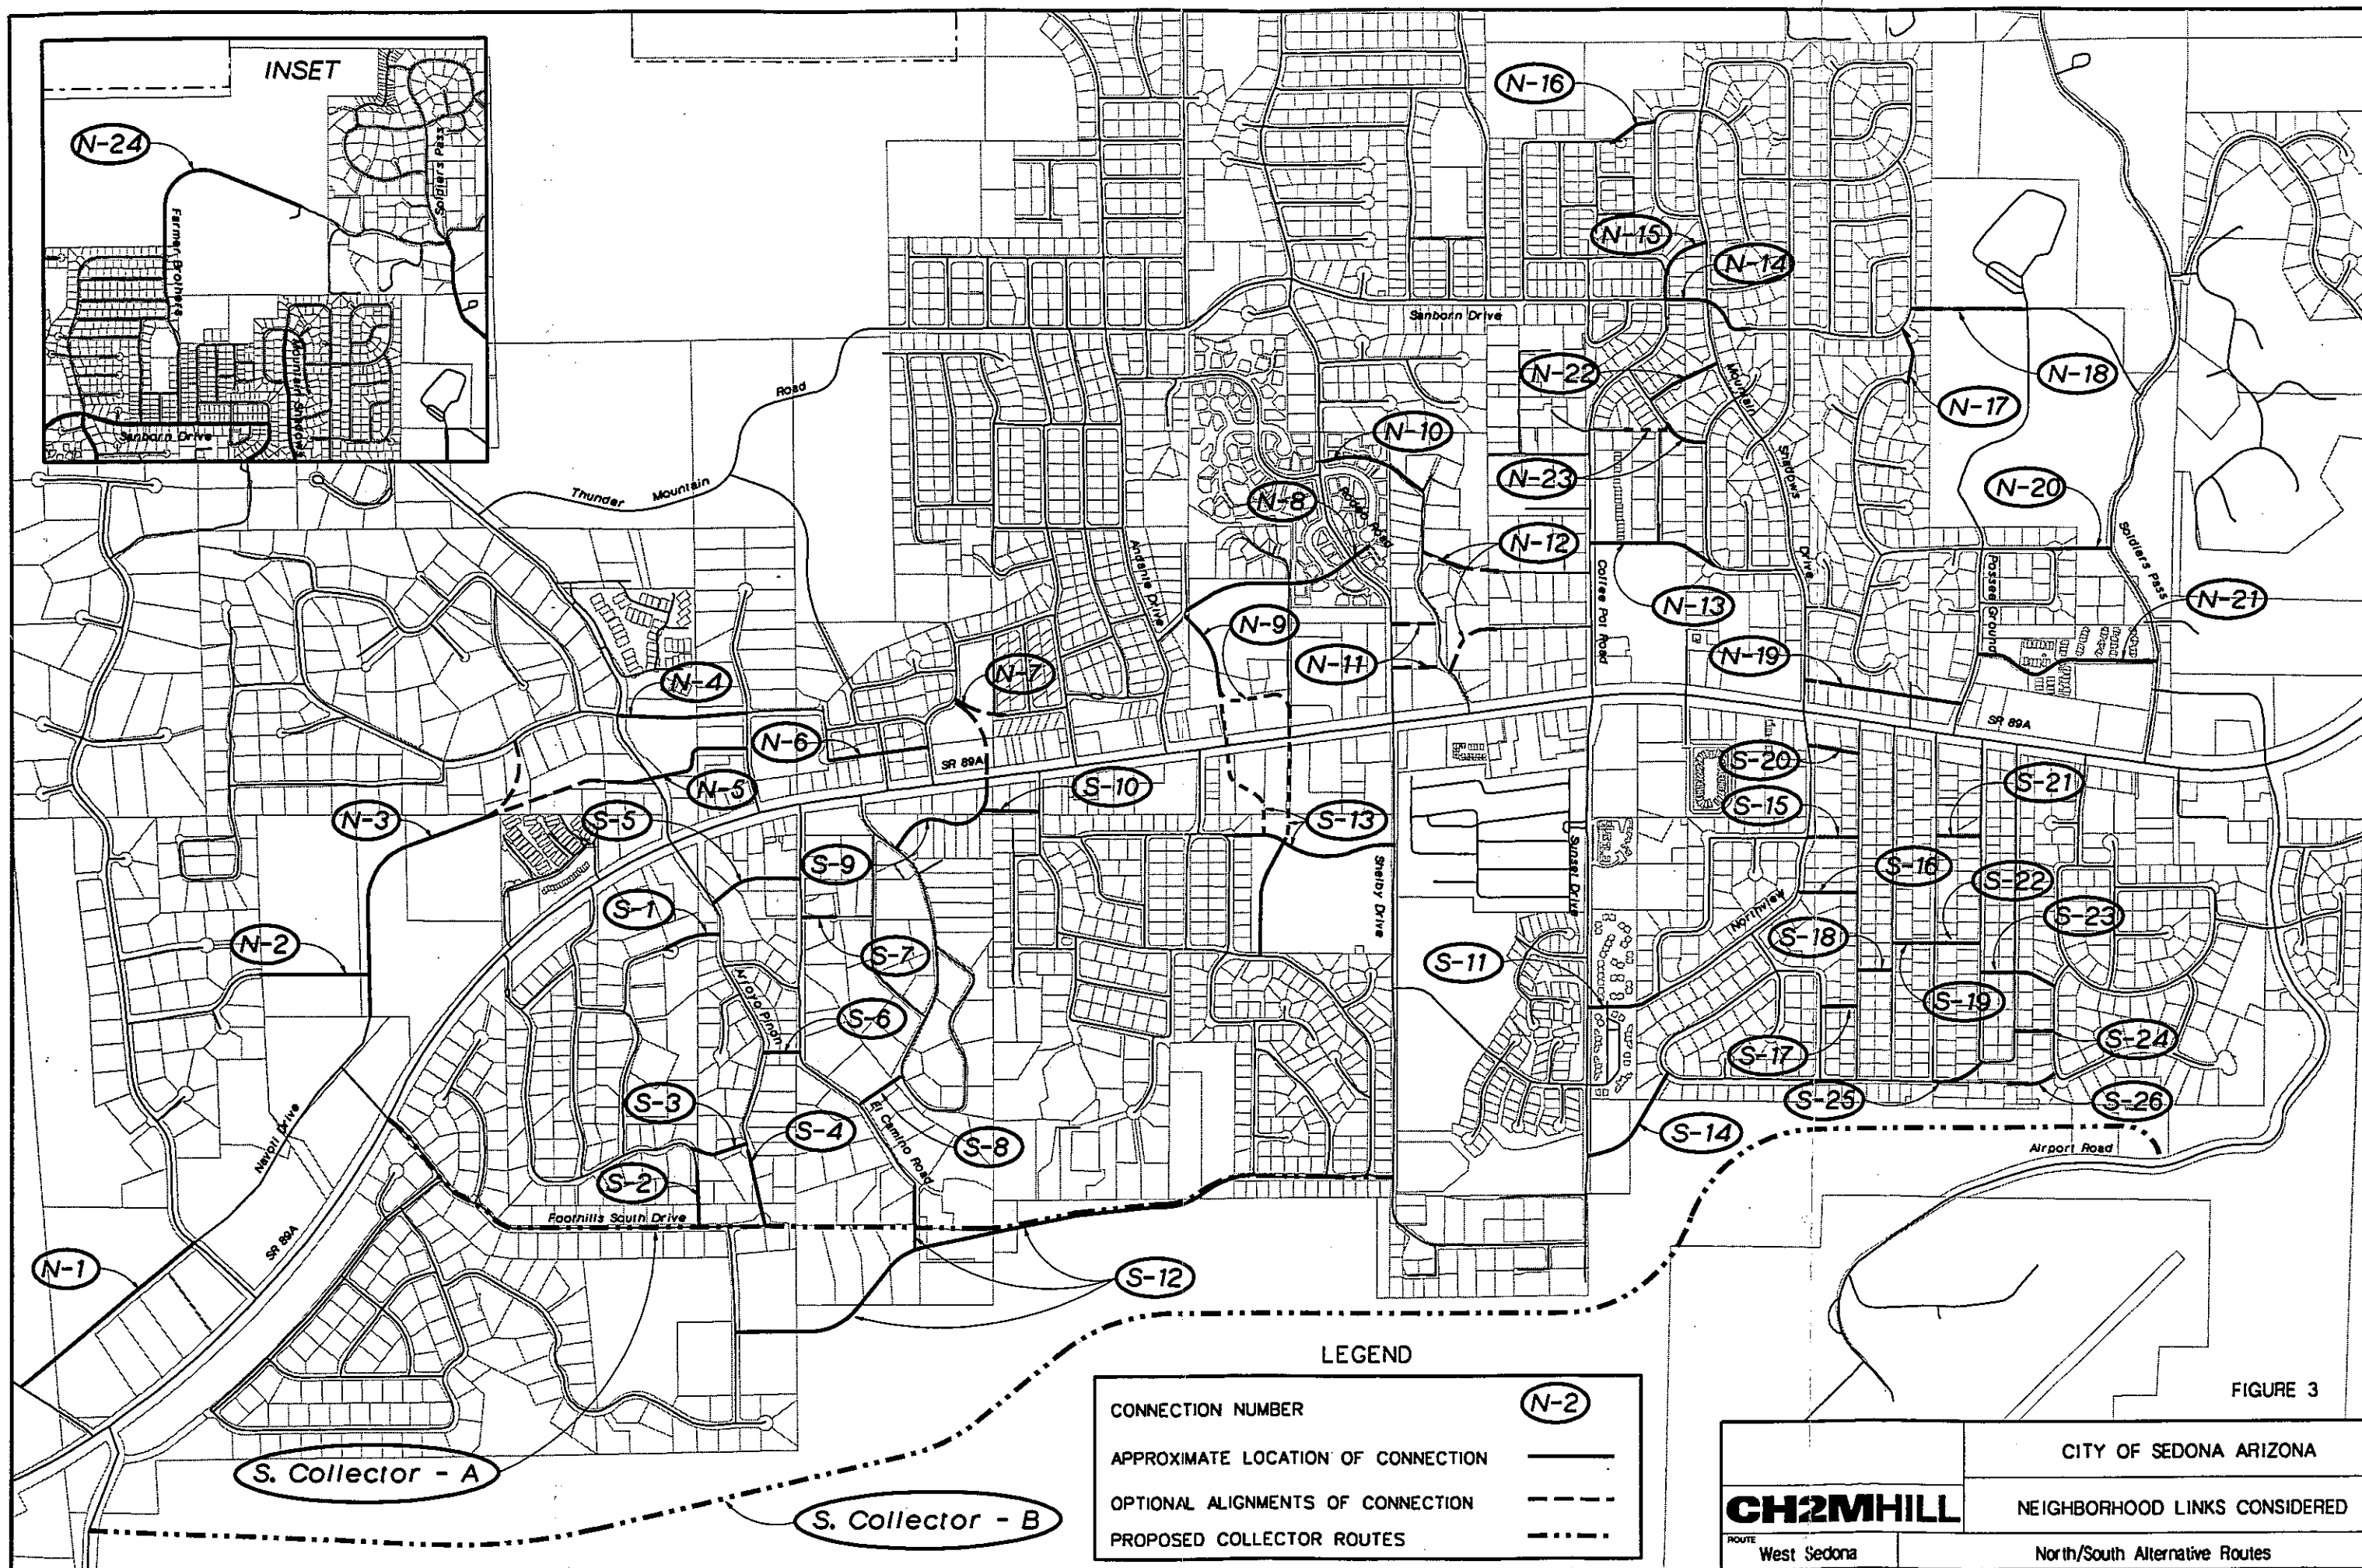 INSET
N-24
Soldiers Pass
Farmer Brothers
Mountain Shadows
Sanborn Drive
N-16
N-15
N-14
Sanborn Drive
N-22
Mountain
N-18
N-17
Road
N-10
Thunder Mountain
N-23
Shadows
N-20
N-8
Rodeo Road
N-12
Andante Drive
Coffee Pot Road
Drive
Posse Ground
Soldiers Pass
N-13
N-21
N-9
N-11
N-19
N-7
N-4
SR 89A
N-6
SR 89A
S-20
N-5
S-10
S-21
N-3
S-5
S-13
S-15
Sunset Drive
S-9
Shelby Drive
S-16
S-22
S-1
Northview
S-23
N-2
S-18
S-7
S-11
Arroyo Pinon
S-19
S-6
S-24
S-17
S-3
El Camino Road
S-25
S-26
Navoti Drive
S-4
S-8
S-14
Airport Road
S-2
Foothills South Drive
SR 89A
N-1
S-12
LEGEND
CONNECTION NUMBER N-2
APPROXIMATE LOCATION OF CONNECTION
OPTIONAL ALIGNMENTS OF CONNECTION
PROPOSED COLLECTOR ROUTES
S. Collector - A
S. Collector - B
FIGURE 3
CITY OF SEDONA ARIZONA
CH2MHILL
NEIGHBORHOOD LINKS CONSIDERED
ROUTE
West Sedona
North/South Alternative Routes